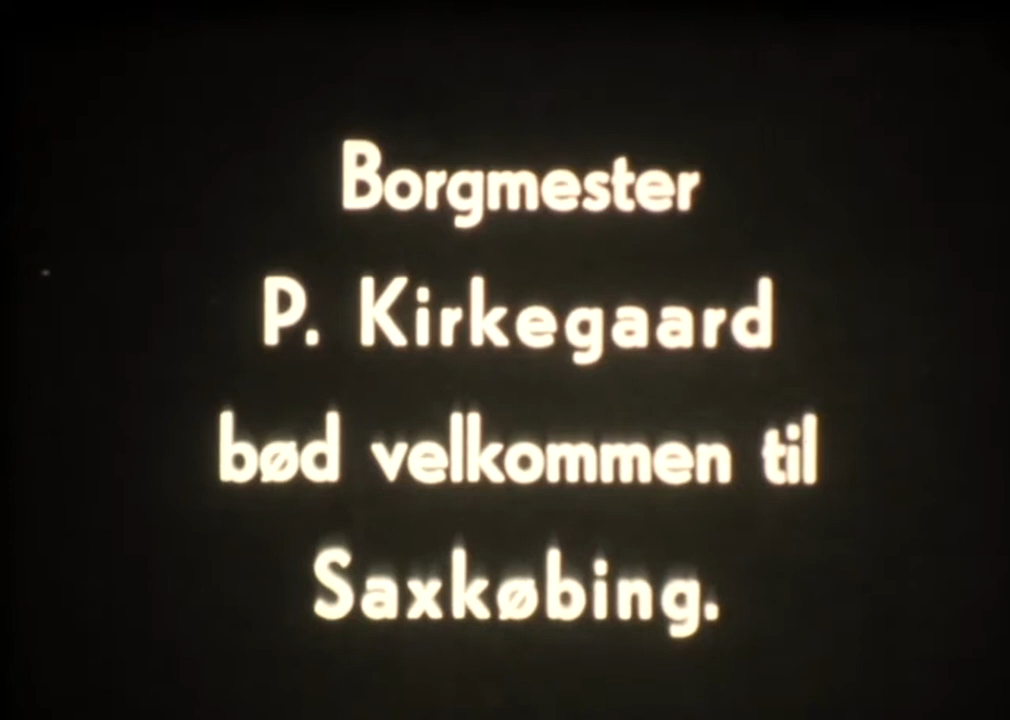 Borgmester
P. Kirkegaard
bød velkommen til
Saxkøbing.